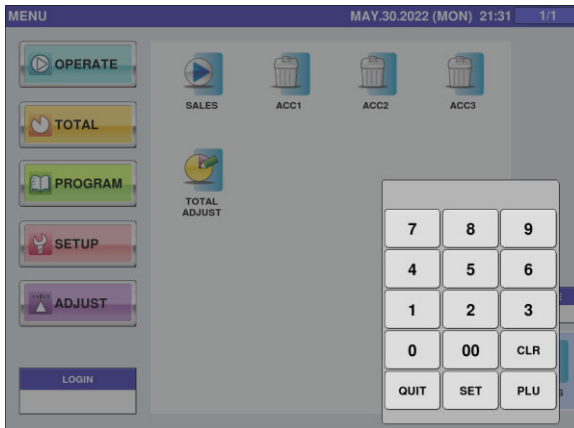 MENU
MAY.30.2022 (MON) 21:31
1/1
OPERATE
TOTAL
PROGRAM
SETUP
ADJUST
LOGIN
SALES
ACC1
ACC2
ACC3
TOTAL
ADJUST
7 8 9
4 5 6
1 2 3
0 00 CLR
QUIT SET PLU